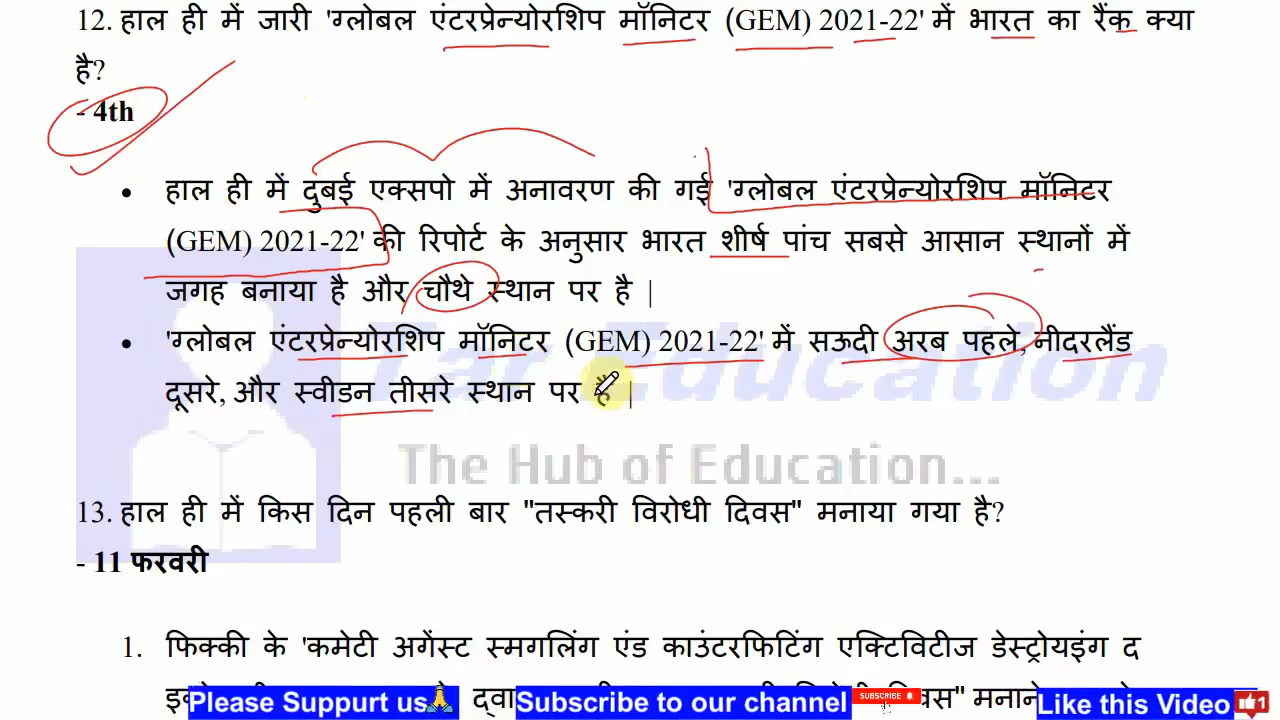 12. हाल ही में जारी 'ग्लोबल एंटरप्रेन्योरशिप मॉनिटर (GEM) 2021-22' में भारत का रैंक क्या
है?
- 4th
• हाल ही में दुबई एक्सपो में अनावरण की गई 'ग्लोबल एंटरप्रेन्योरशिप मॉनिटर
(GEM) 2021-22' की रिपोर्ट के अनुसार भारत शीर्ष पांच सबसे आसान स्थानों में
जगह बनाया है और चौथे स्थान पर है |
• 'ग्लोबल एंटरप्रेन्योरशिप मॉनिटर (GEM) 2021-22' में सऊदी अरब पहले, नीदरलैंड
दूसरे, और स्वीडन तीसरे स्थान पर है |
Education
The Hub of Education...
13. हाल ही में किस दिन पहली बार "तस्करी विरोधी दिवस" मनाया गया है?
- 11 फरवरी
1. फिक्की के 'कमेटी अगेंस्ट स्मगलिंग एंड काउंटरफिटिंग एक्टिविटीज डेस्ट्रोयइंग द
द्वारा दिवस" मनाने
Please Suppurt us
Subscribe to our channel
SUBSCRIBE
Like this Video
1